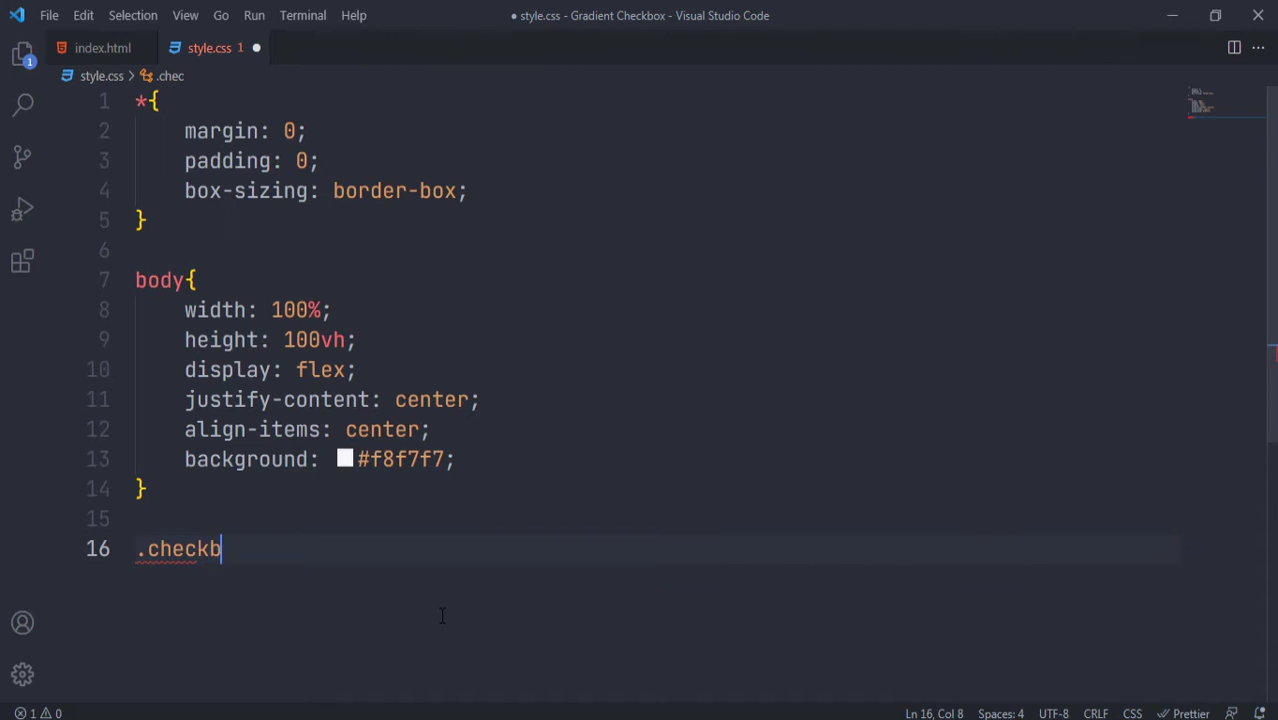 File Edit Selection View Go Run Terminal Help ● style.css - Gradient Checkbox - Visual Studio Code
index.html style.css 1
style.css > .chec
1 *{
2 margin: 0;
3 padding: 0;
4 box-sizing: border-box;
5 }
6
7 body{
8 width: 100%;
9 height: 100vh;
10 display: flex;
11 justify-content: center;
12 align-items: center;
13 background: #f8f7f7;
14 }
15
16 .checkb
1
1 0 Ln 16, Col 8 Spaces: 4 UTF-8 CRLF CSS Prettier